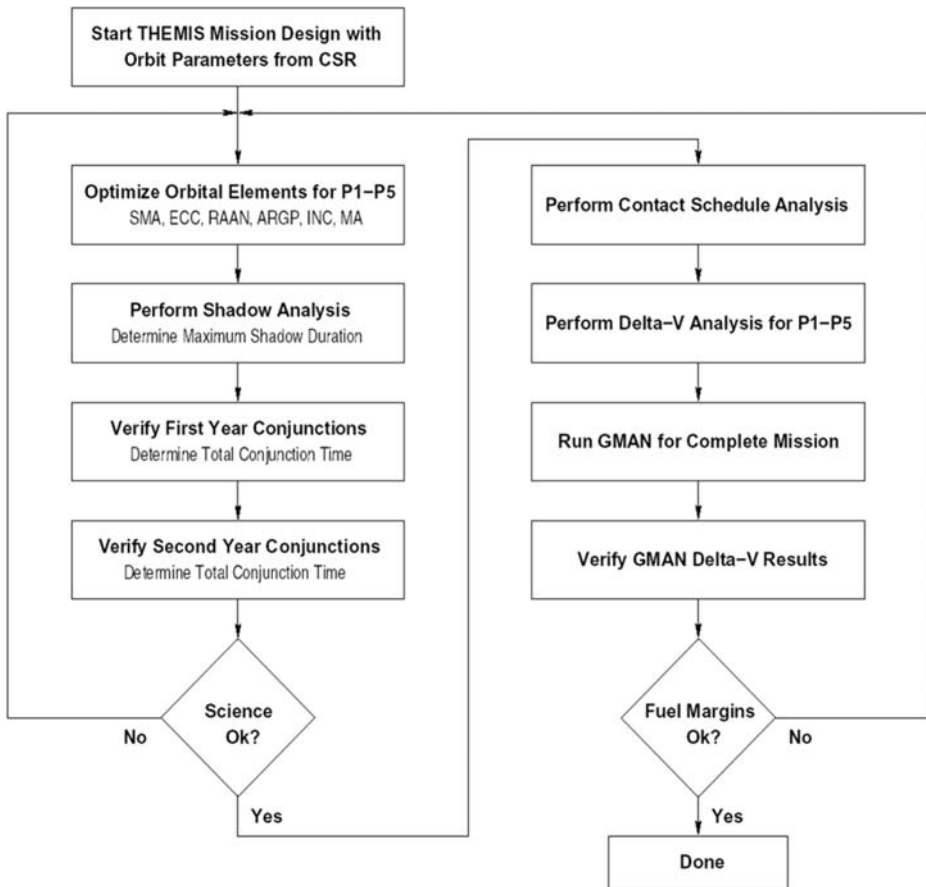 Start THEMIS Mission Design with
Orbit Parameters from CSR
Optimize Orbital Elements for P1−P5
SMA, ECC, RAAN, ARGP, INC, MA
Perform Shadow Analysis
Determine Maximum Shadow Duration
Verify First Year Conjunctions
Determine Total Conjunction Time
Verify Second Year Conjunctions
Determine Total Conjunction Time
Science
Ok?
No
Yes
Perform Contact Schedule Analysis
Perform Delta−V Analysis for P1−P5
Run GMAN for Complete Mission
Verify GMAN Delta−V Results
Fuel Margins
Ok?
No
Yes
Done